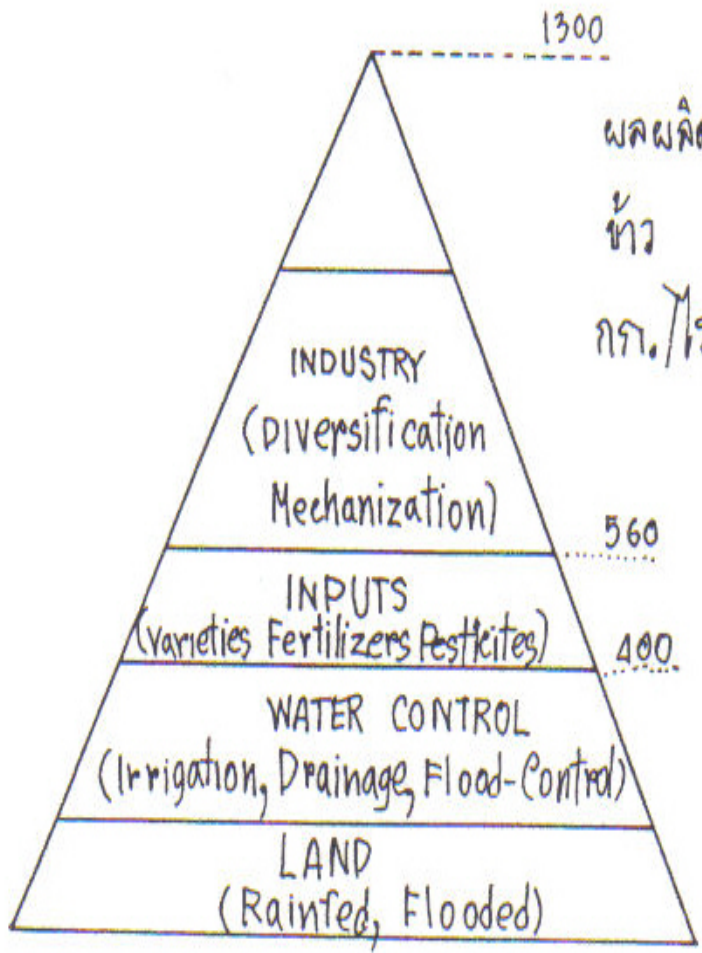 1300
ข้าว
INDUSTRY
(Diversification
Mechanization)
560
INPUTS
(varieties Fertilizers Pesticites)
400
WATER CONTROL
(Irrigation, Drainage, Flood-Control)
LAND
(Rainfed, Flooded)